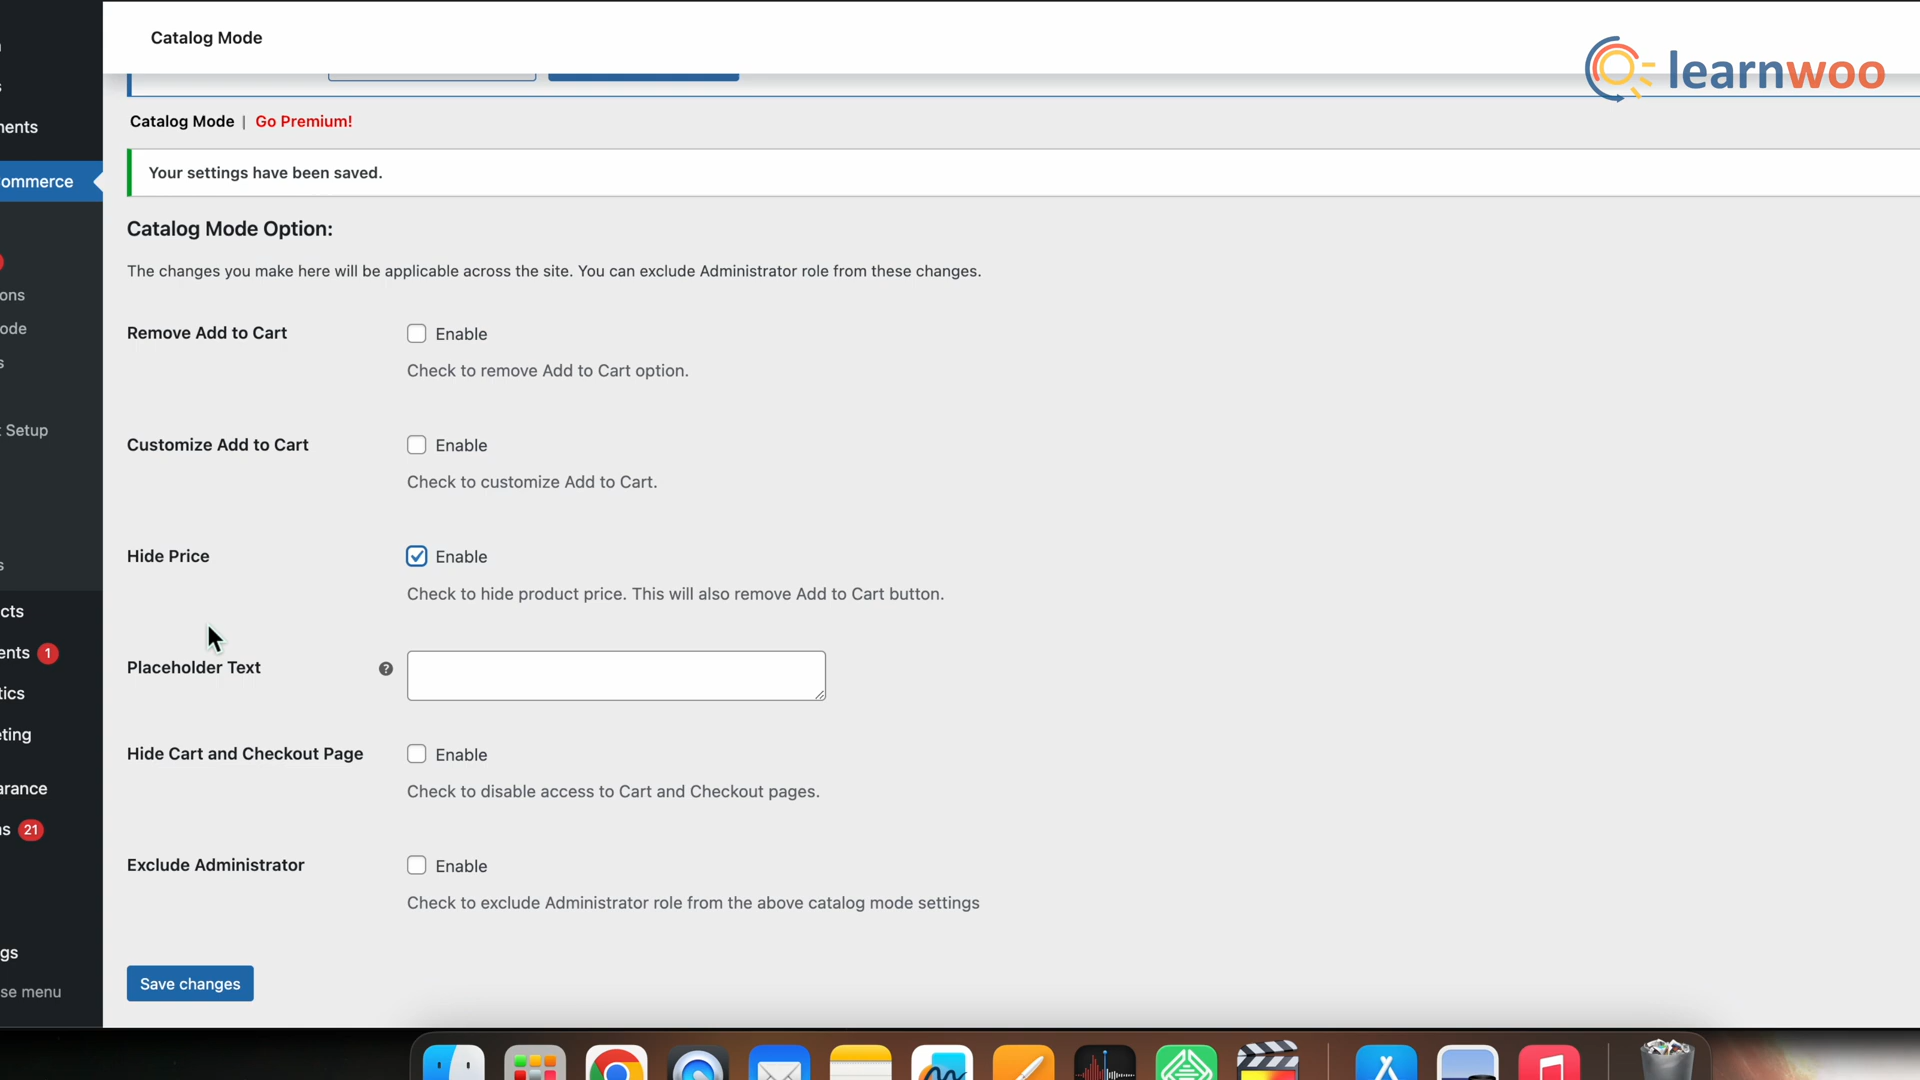 Catalog Mode
learnwoo
Catalog Mode | Go Premium!
Your settings have been saved.
Catalog Mode Option:
The changes you make here will be applicable across the site. You can exclude Administrator role from these changes.
Remove Add to Cart
Enable
Check to remove Add to Cart option.
Customize Add to Cart
Enable
Check to customize Add to Cart.
Hide Price
Enable
Check to hide product price. This will also remove Add to Cart button.
Placeholder Text
?
Hide Cart and Checkout Page
Enable
Check to disable access to Cart and Checkout pages.
Exclude Administrator
Enable
Check to exclude Administrator role from the above catalog mode settings
Save changes
s
ments
ommerce
ons
ode
s
t Setup
s
cts
ents 1
tics
eting
arance
ns 21
gs
se menu